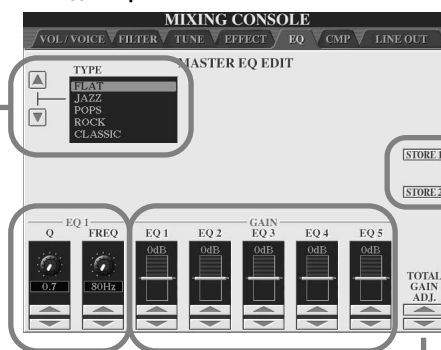 MIXING CONSOLE
VOL / VOICE FILTER TUNE EFFECT EQ CMP LINE OUT
MASTER EQ EDIT
TYPE
FLAT
JAZZ
POPS
ROCK
CLASSIC
STORE 1
STORE 2
EQ 1 GAIN
Q FREQ EQ 1 EQ 2 EQ 3 EQ 4 EQ 5
0dB 0dB 0dB 0dB 0dB
0.7 80Hz
TOTAL
GAIN
ADJ.